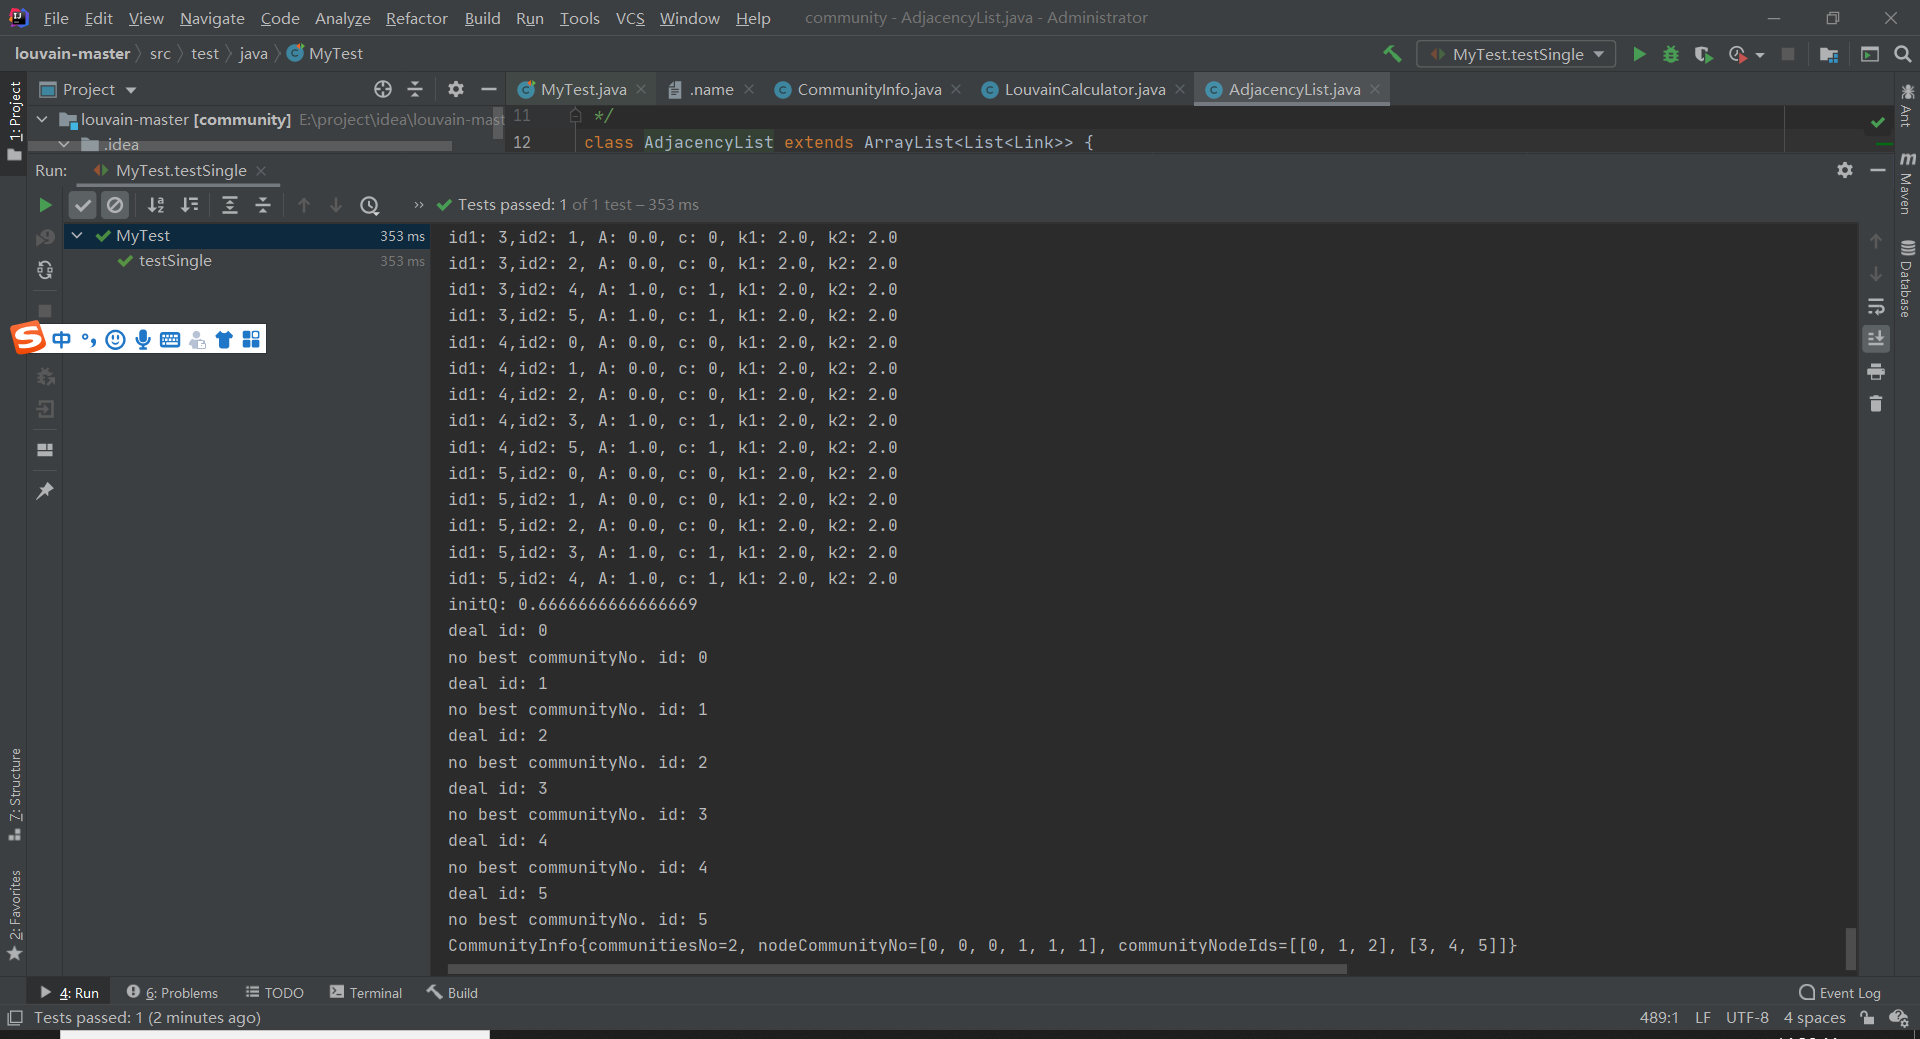 File Edit View Navigate Code Analyze Refactor Build Run Tools VCS Window Help community - AdjacencyList.java - Administrator
louvain-master src test java MyTest MyTest.testSingle
1: Project
Project
MyTest.java .name CommunityInfo.java LouvainCalculator.java AdjacencyList.java
louvain-master [community] E:\project\idea\louvain-mast
.idea
11 */
12 class AdjacencyList extends ArrayList<List<Link>> {
Ant
Maven
Database
Run: MyTest.testSingle
Tests passed: 1 of 1 test – 353 ms
MyTest 353 ms
testSingle 353 ms
中
id1: 3,id2: 1, A: 0.0, c: 0, k1: 2.0, k2: 2.0
id1: 3,id2: 2, A: 0.0, c: 0, k1: 2.0, k2: 2.0
id1: 3,id2: 4, A: 1.0, c: 1, k1: 2.0, k2: 2.0
id1: 3,id2: 5, A: 1.0, c: 1, k1: 2.0, k2: 2.0
id1: 4,id2: 0, A: 0.0, c: 0, k1: 2.0, k2: 2.0
id1: 4,id2: 1, A: 0.0, c: 0, k1: 2.0, k2: 2.0
id1: 4,id2: 2, A: 0.0, c: 0, k1: 2.0, k2: 2.0
id1: 4,id2: 3, A: 1.0, c: 1, k1: 2.0, k2: 2.0
id1: 4,id2: 5, A: 1.0, c: 1, k1: 2.0, k2: 2.0
id1: 5,id2: 0, A: 0.0, c: 0, k1: 2.0, k2: 2.0
id1: 5,id2: 1, A: 0.0, c: 0, k1: 2.0, k2: 2.0
id1: 5,id2: 2, A: 0.0, c: 0, k1: 2.0, k2: 2.0
id1: 5,id2: 3, A: 1.0, c: 1, k1: 2.0, k2: 2.0
id1: 5,id2: 4, A: 1.0, c: 1, k1: 2.0, k2: 2.0
initQ: 0.6666666666666669
deal id: 0
no best communityNo. id: 0
deal id: 1
no best communityNo. id: 1
deal id: 2
no best communityNo. id: 2
deal id: 3
no best communityNo. id: 3
deal id: 4
no best communityNo. id: 4
deal id: 5
no best communityNo. id: 5
CommunityInfo{communitiesNo=2, nodeCommunityNo=[0, 0, 0, 1, 1, 1], communityNodeIds=[[0, 1, 2], [3, 4, 5]]}
7: Structure
2: Favorites
4: Run 6: Problems TODO Terminal Build Event Log
Tests passed: 1 (2 minutes ago) 489:1 LF UTF-8 4 spaces